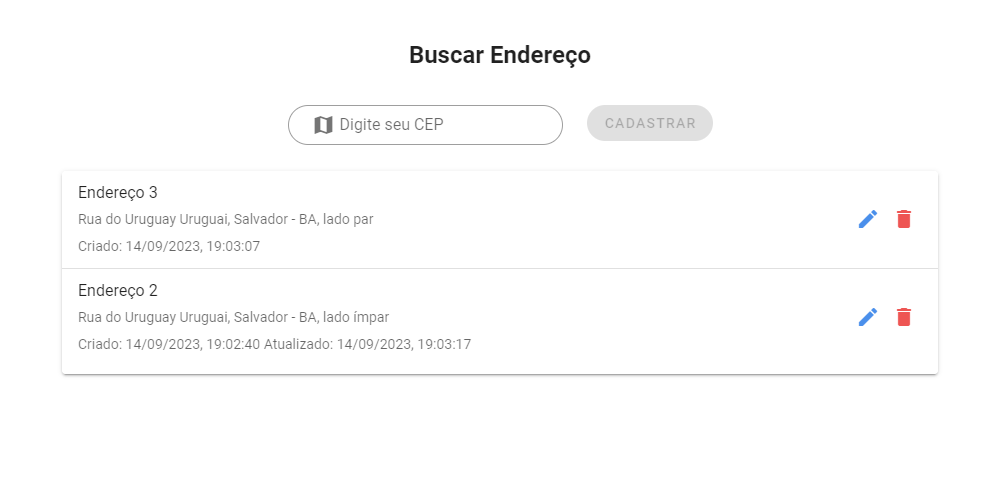 Buscar Endereço
Digite seu CEP
CADASTRAR
Endereço 3
Rua do Uruguay Uruguai, Salvador - BA, lado par
Criado: 14/09/2023, 19:03:07
Endereço 2
Rua do Uruguay Uruguai, Salvador - BA, lado ímpar
Criado: 14/09/2023, 19:02:40 Atualizado: 14/09/2023, 19:03:17